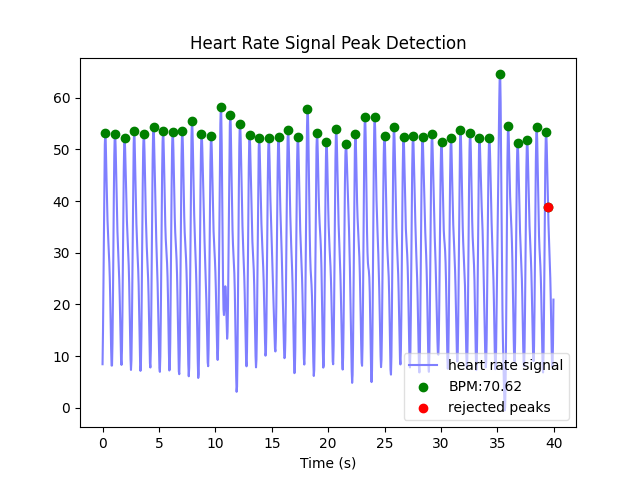 Heart Rate Signal Peak Detection
60
50
40
30
20
10
0
heart rate signal
BPM:70.62
rejected peaks
0 5 10 15 20 25 30 35 40
Time (s)